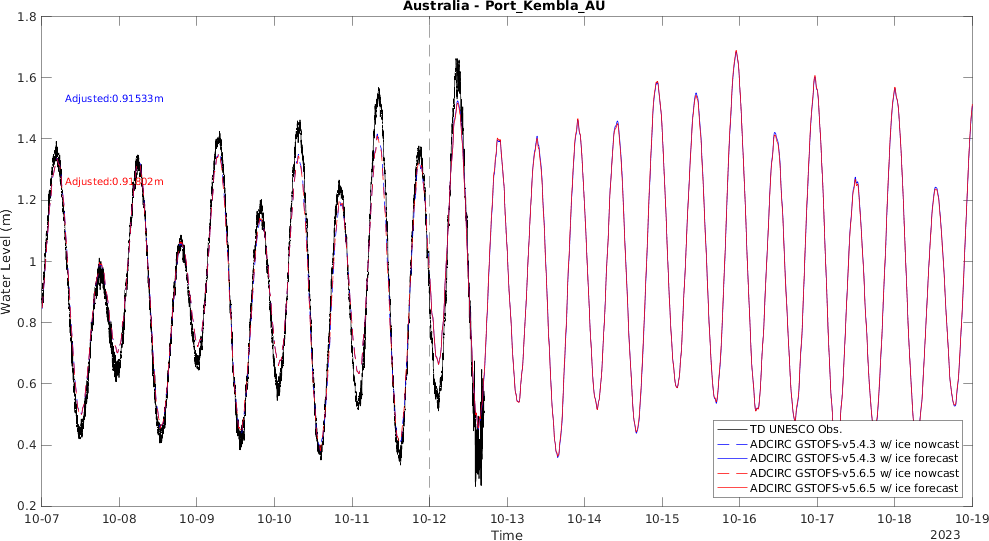 Australia - Port_Kembla_AU
1.8
1.6
1.4
1.2
1
0.8
0.6
0.4
0.2
Water Level (m)
Adjusted:0.91533m
Adjusted:0.91802m
TD UNESCO Obs.
ADCIRC GSTOFS-v5.4.3 w/ ice nowcast
ADCIRC GSTOFS-v5.4.3 w/ ice forecast
ADCIRC GSTOFS-v5.6.5 w/ ice nowcast
ADCIRC GSTOFS-v5.6.5 w/ ice forecast
10-07 10-08 10-09 10-10 10-11 10-12 10-13 10-14 10-15 10-16 10-17 10-18 10-19
Time
2023